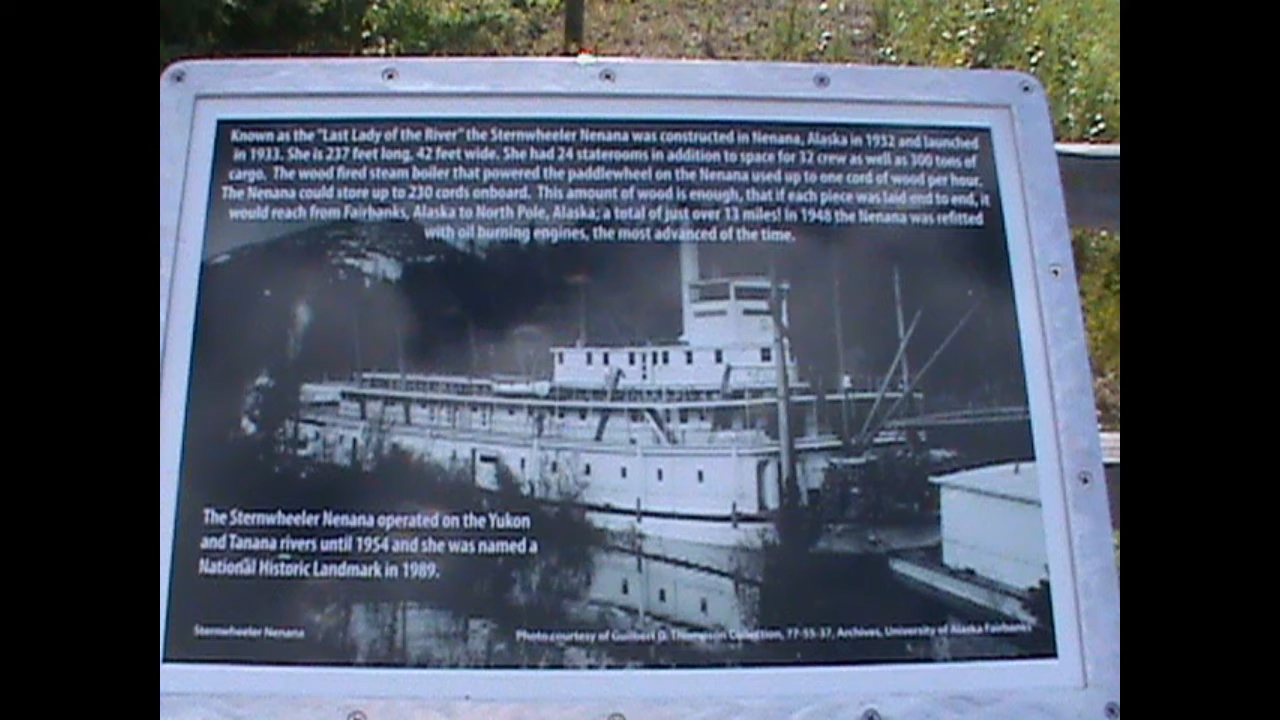 Known as the "Last Lady of the River" the Sternwheeler Nenana was constructed in Nenana, Alaska in 1932 and launched
in 1933. She is 237 feet long, 42 feet wide. She had 24 staterooms in addition to space for 32 crew as well as 300 tons of
cargo. The wood fired steam boiler that powered the paddlewheel on the Nenana used up to one cord of wood per hour.
The Nenana could store up to 230 cords onboard. This amount of wood is enough, that if each piece was laid end to end, it
would reach from Fairbanks, Alaska to North Pole, Alaska; a total of just over 13 miles! In 1948 the Nenana was refitted
with oil burning engines, the most advanced of the time.
The Sternwheeler Nenana operated on the Yukon
and Tanana rivers until 1954 and she was named a
National Historic Landmark in 1989.
Sternwheeler Nenana
Photo courtesy of Guilbert G. Thompson Collection, 77-55-37, Archives, University of Alaska Fairbanks